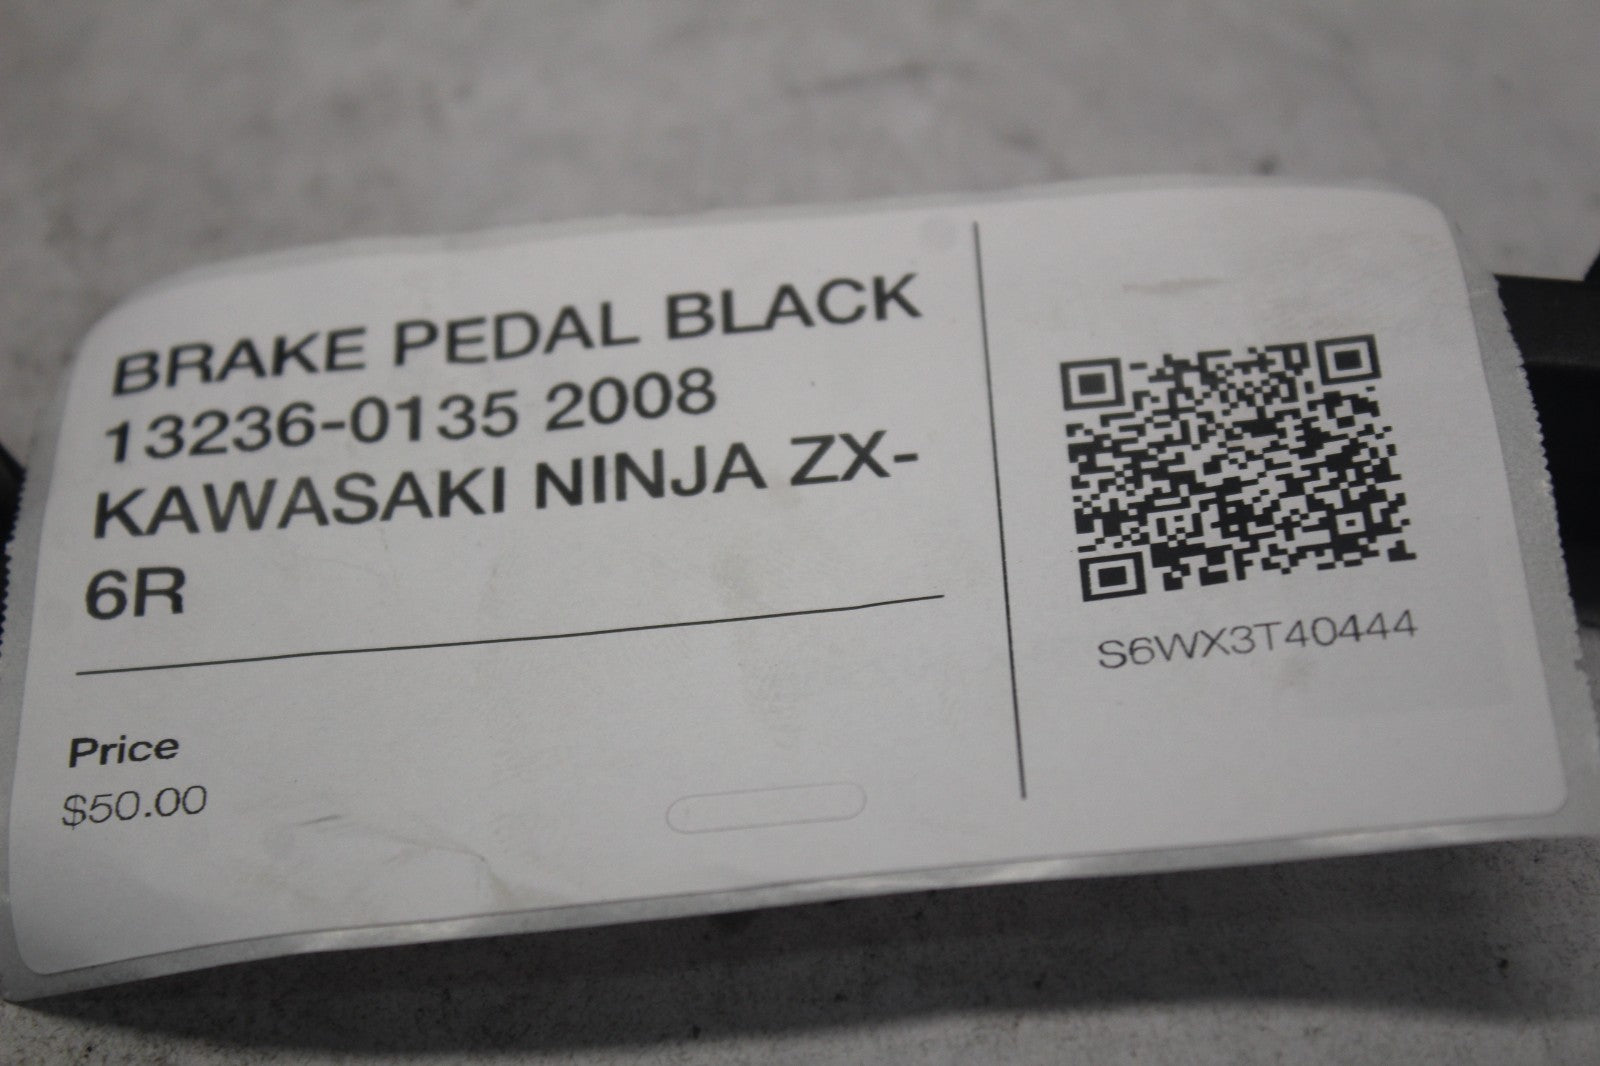 BRAKE PEDAL BLACK
13236-0135 2008
KAWASAKI NINJA ZX-
6R
Price
$50.00
S6WX3T40444